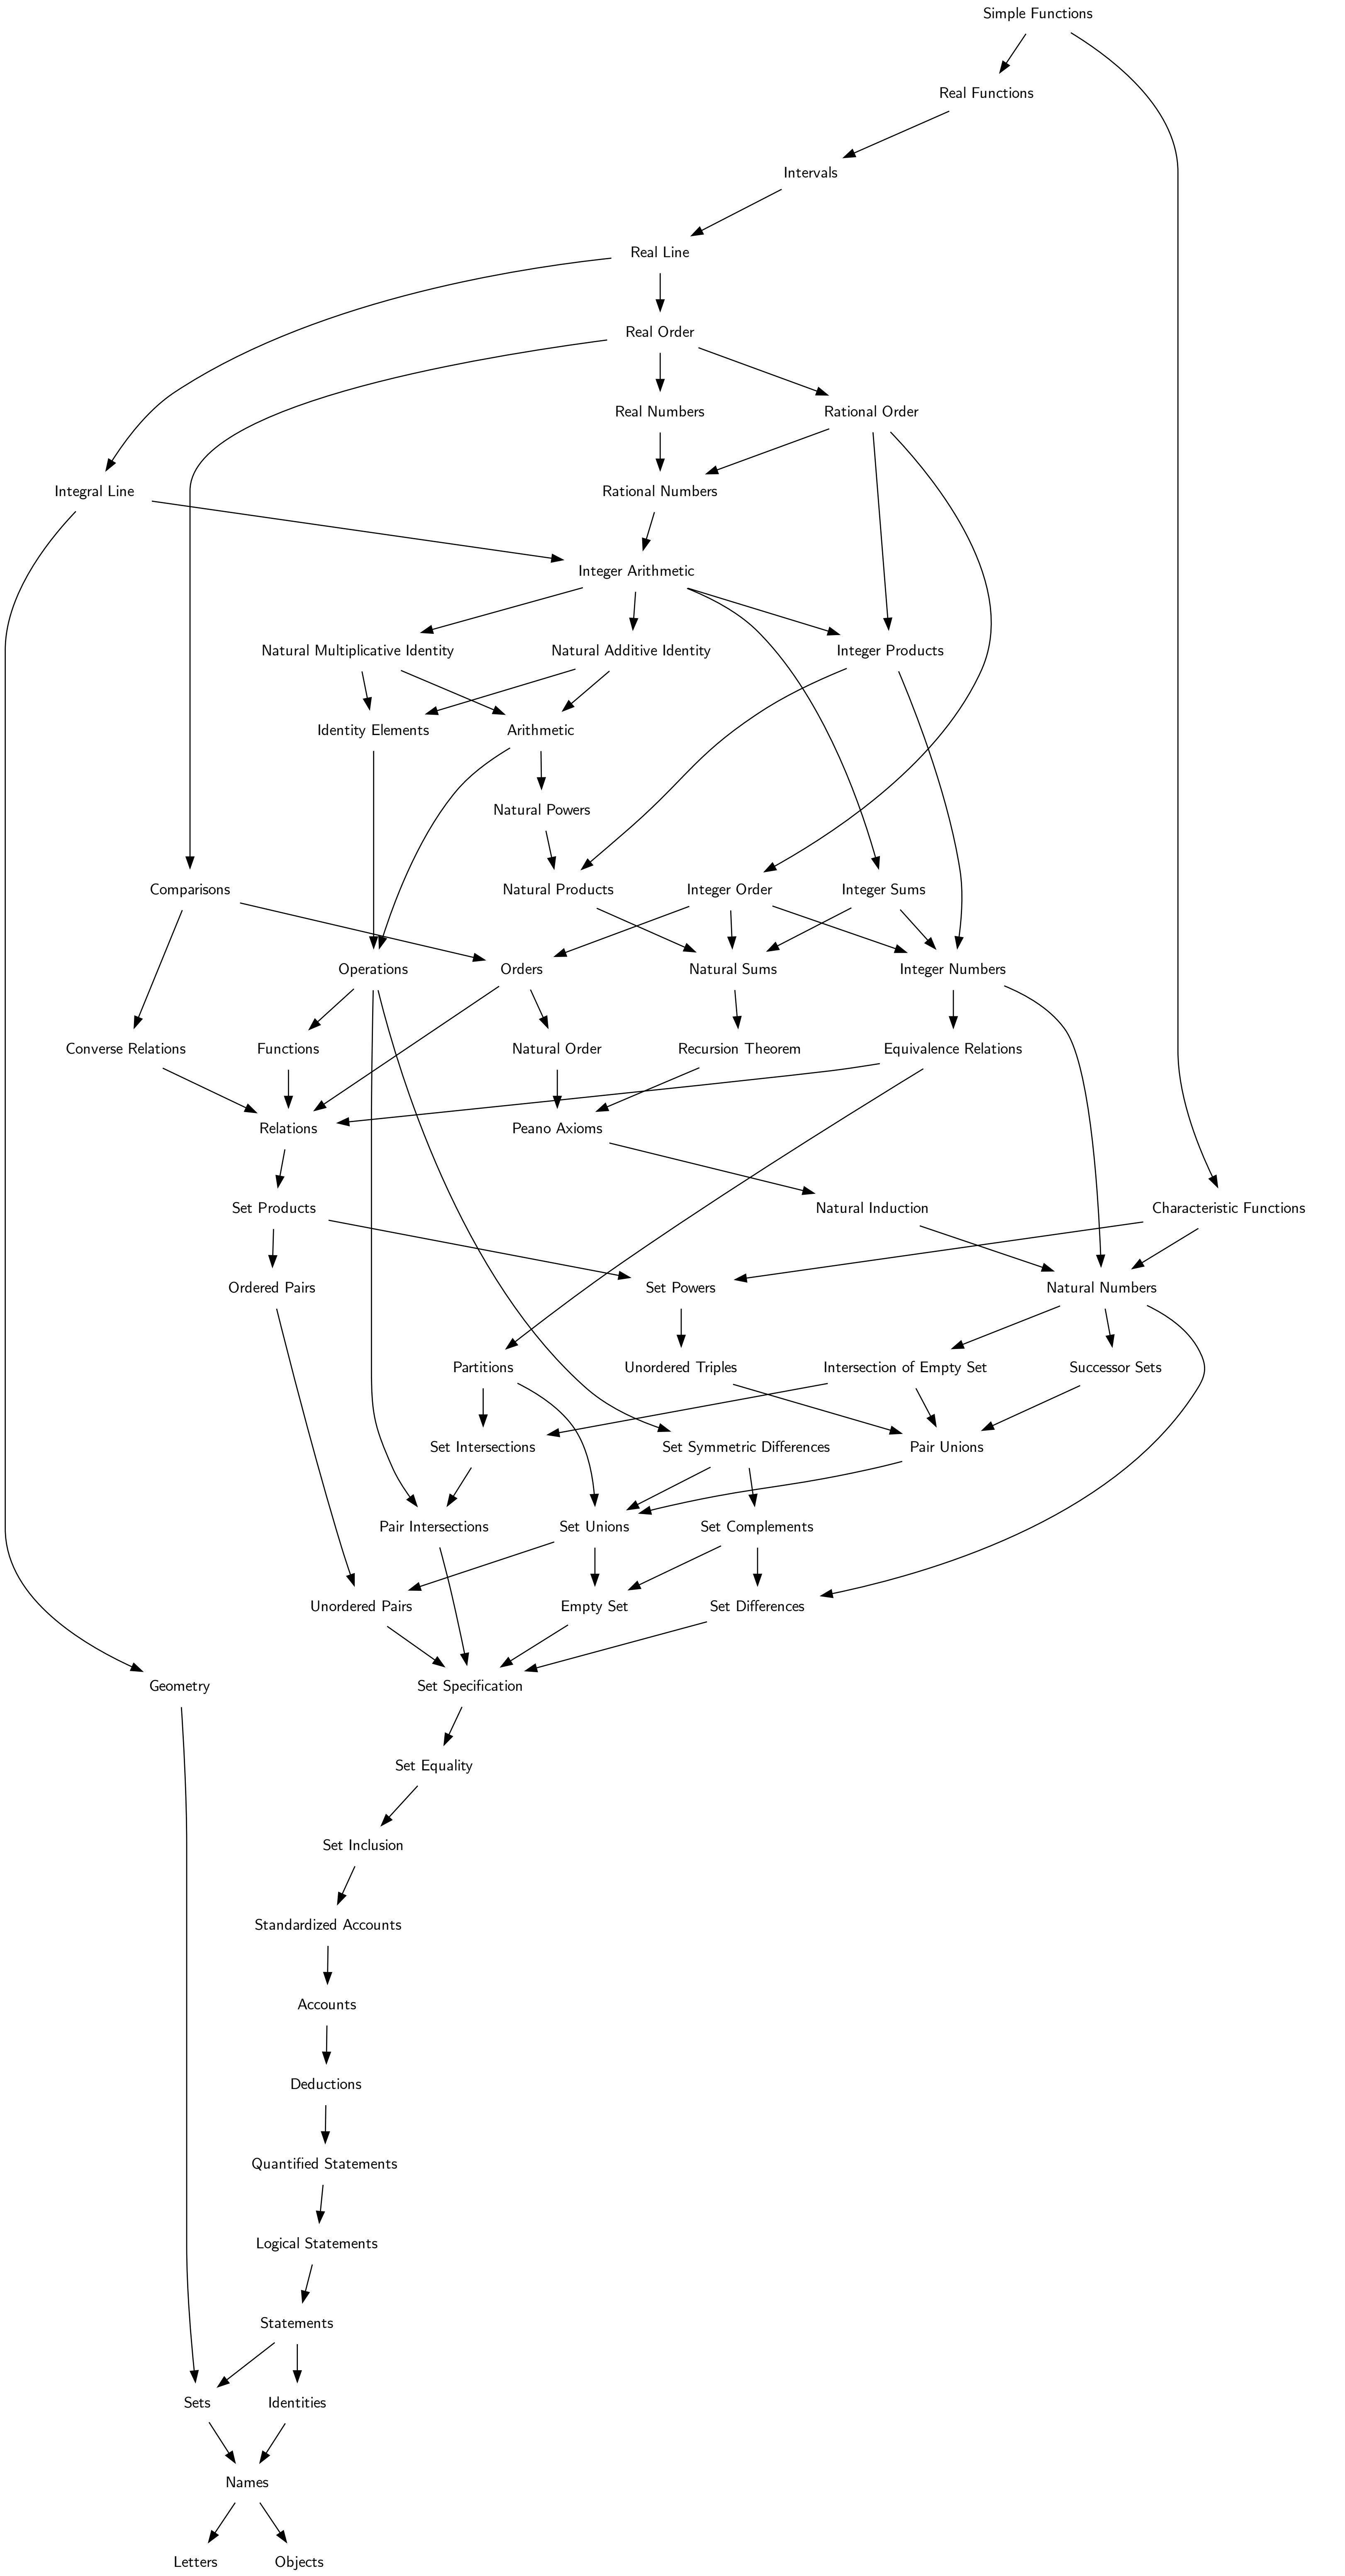 Simple Functions
Real Functions
Intervals
Real Line
Real Order
Real Numbers
Rational Order
Integral Line
Rational Numbers
Integer Arithmetic
Natural Multiplicative Identity
Natural Additive Identity
Integer Products
Identity Elements
Arithmetic
Natural Powers
Comparisons
Natural Products
Integer Order
Integer Sums
Operations
Orders
Natural Sums
Integer Numbers
Converse Relations
Functions
Natural Order
Recursion Theorem
Equivalence Relations
Relations
Peano Axioms
Set Products
Natural Induction
Characteristic Functions
Ordered Pairs
Set Powers
Natural Numbers
Partitions
Unordered Triples
Intersection of Empty Set
Successor Sets
Set Intersections
Set Symmetric Differences
Pair Unions
Pair Intersections
Set Unions
Set Complements
Unordered Pairs
Empty Set
Set Differences
Geometry
Set Specification
Set Equality
Set Inclusion
Standardized Accounts
Accounts
Deductions
Quantified Statements
Logical Statements
Statements
Sets
Identities
Names
Letters
Objects